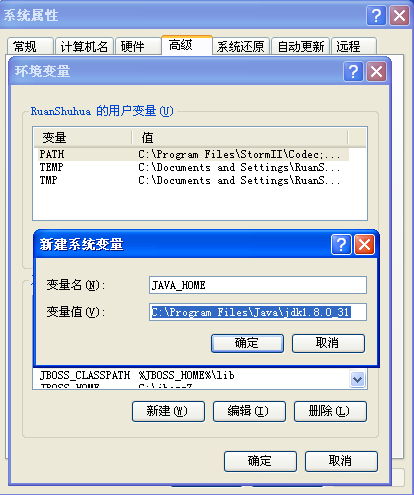 系统属性
常规 计算机名 硬件 高级 系统还原 自动更新 远程
环境变量
RuanShuhua 的用户变量(U)
变量 值
PATH C:\Program Files\StormII\Codec;...
TEMP C:\Documents and Settings\RuanS...
TMP C:\Documents and Settings\RuanS...
新建系统变量
变量名(N): JAVA_HOME
变量值(V): C:\Program Files\Java\jdk1.8.0_31
确定 取消
JBOSS_CLASSPATH %JBOSS_HOME%\lib
新建(W) 编辑(I) 删除(L)
确定 取消